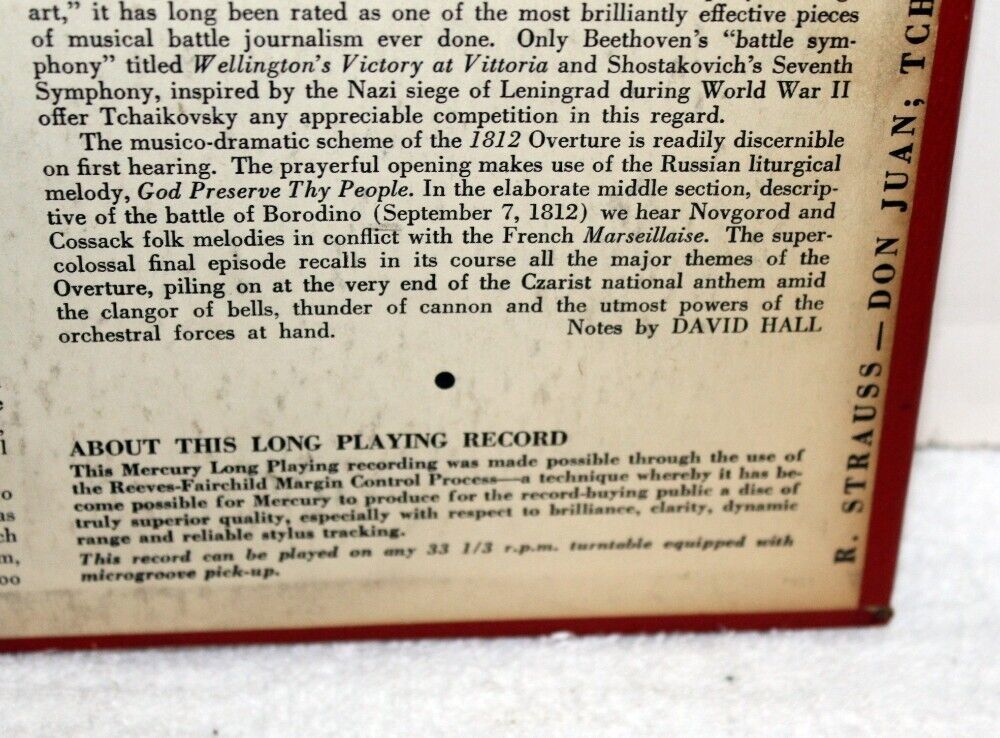 art,” it has long been rated as one of the most brilliantly effective pieces
of musical battle journalism ever done. Only Beethoven’s “battle sym-
phony” titled Wellington’s Victory at Vittoria and Shostakovich’s Seventh
Symphony, inspired by the Nazi siege of Leningrad during World War II
offer Tchaikovsky any appreciable competition in this regard.
The musico-dramatic scheme of the 1812 Overture is readily discernible
on first hearing. The prayerful opening makes use of the Russian liturgical
melody, God Preserve Thy People. In the elaborate middle section, descrip-
tive of the battle of Borodino (September 7, 1812) we hear Novgorod and
Cossack folk melodies in conflict with the French Marseillaise. The super-
colossal final episode recalls in its course all the major themes of the
Overture, piling on at the very end of the Czarist national anthem amid
the clangor of bells, thunder of cannon and the utmost powers of the
orchestral forces at hand. Notes by DAVID HALL
ABOUT THIS LONG PLAYING RECORD
This Mercury Long Playing recording was made possible through the use of
the Reeves-Fairchild Margin Control Process—a technique whereby it has be-
come possible for Mercury to produce for the record-buying public a disc of
truly superior quality, especially with respect to brilliance, clarity, dynamic
range and reliable stylus tracking.
This record can be played on any 33 1/3 r.p.m. turntable equipped with
microgroove pick-up.
R. STRAUSS—DON JUAN; TCH